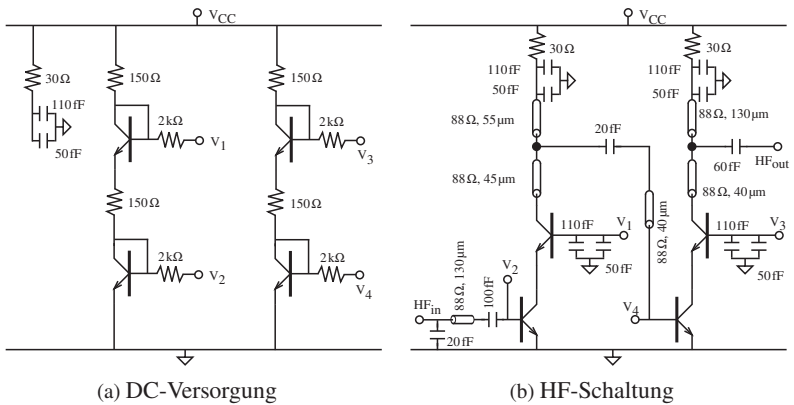 V_CC
30Ω
110fF
50fF
150Ω
2kΩ
V_1
150Ω
2kΩ
V_2
150Ω
2kΩ
V_3
150Ω
2kΩ
V_4
(a) DC-Versorgung
V_CC
30Ω
110fF
50fF
88Ω, 55µm
20fF
88Ω, 45µm
110fF
V_1
50fF
V_2
88Ω, 130µm
100fF
HF_in
20fF
88Ω, 40µm
V_4
30Ω
110fF
50fF
88Ω, 130µm
60fF
HF_out
88Ω, 40µm
110fF
V_3
50fF
(b) HF-Schaltung